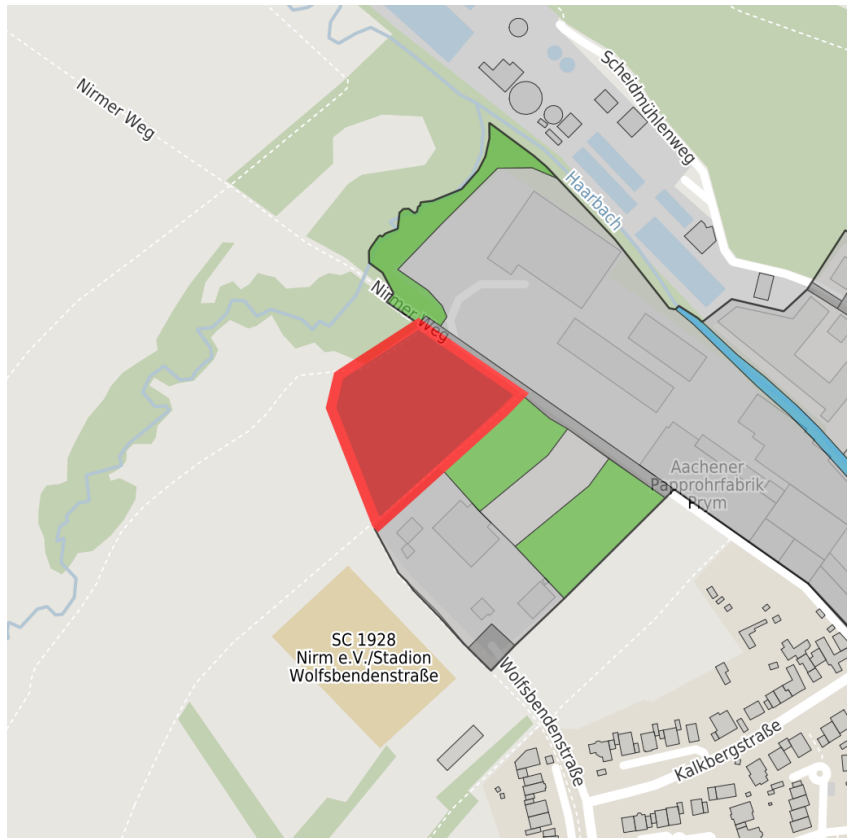 Nirmer Weg
Scheidmühlenweg
Haarbach
Nirmer Weg
Aachener
Papprohrfabrik
Prym
SC 1928
Nirm e.V./Stadion
Wolfsbendenstraße
Wolfsbendenstraße
Kalkbergstraße